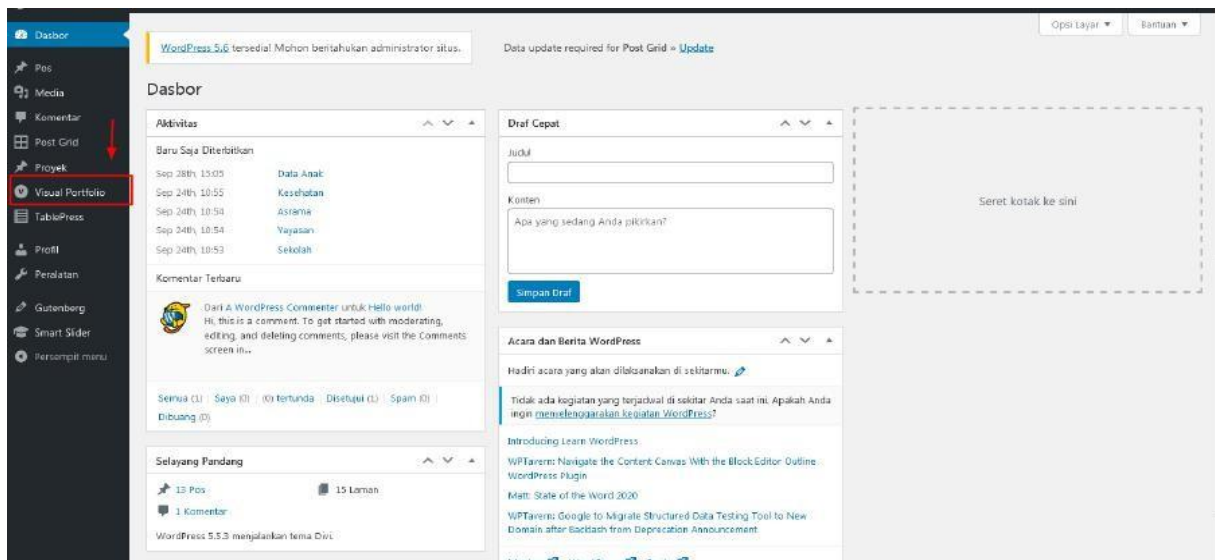 Opsi Layar ▼
Bantuan ▼
Dasbor
Pos
Media
Komentar
Post Grid
Proyek
Visual Portfolio
TablePress
Profil
Peralatan
Gutenberg
Smart Slider
Persempit menu
WordPress 5.6 tersedia! Mohon beritahukan administrator situs.
Data update required for Post Grid » Update
Dasbor
Aktivitas
Baru Saja Diterbitkan
Sep 28th, 15:05 Data Anak
Sep 24th, 10:55 Kesehatan
Sep 24th, 10:54 Asrama
Sep 24th, 10:54 Yayasan
Sep 24th, 10:53 Sekolah
Komentar Terbaru
Dari A WordPress Commenter untuk Hello world!
Hi, this is a comment. To get started with moderating,
editing, and deleting comments, please visit the Comments
screen in...
Semua (1) | Saya (0) | (0) tertunda | Disetujui (1) | Spam (0) |
Dibuang (0)
Selayang Pandang
13 Pos
15 Laman
1 Komentar
WordPress 5.5.3 menjalankan tema Divi.
Draf Cepat
Judul
Konten
Apa yang sedang Anda pikirkan?
Simpan Draf
Acara dan Berita WordPress
Hadiri acara yang akan dilaksanakan di sekitarmu.
Tidak ada kegiatan yang terjadwal di sekitar Anda saat ini. Apakah Anda
ingin menyelenggarakan kegiatan WordPress?
Introducing Learn WordPress
WPTavern: Navigate the Content Canvas With the Block Editor Outline
WordPress Plugin
Matt: State of the Word 2020
WPTavern: Google to Migrate Structured Data Testing Tool to New
Domain after Backlash from Deprecation Announcement
Seret kotak ke sini